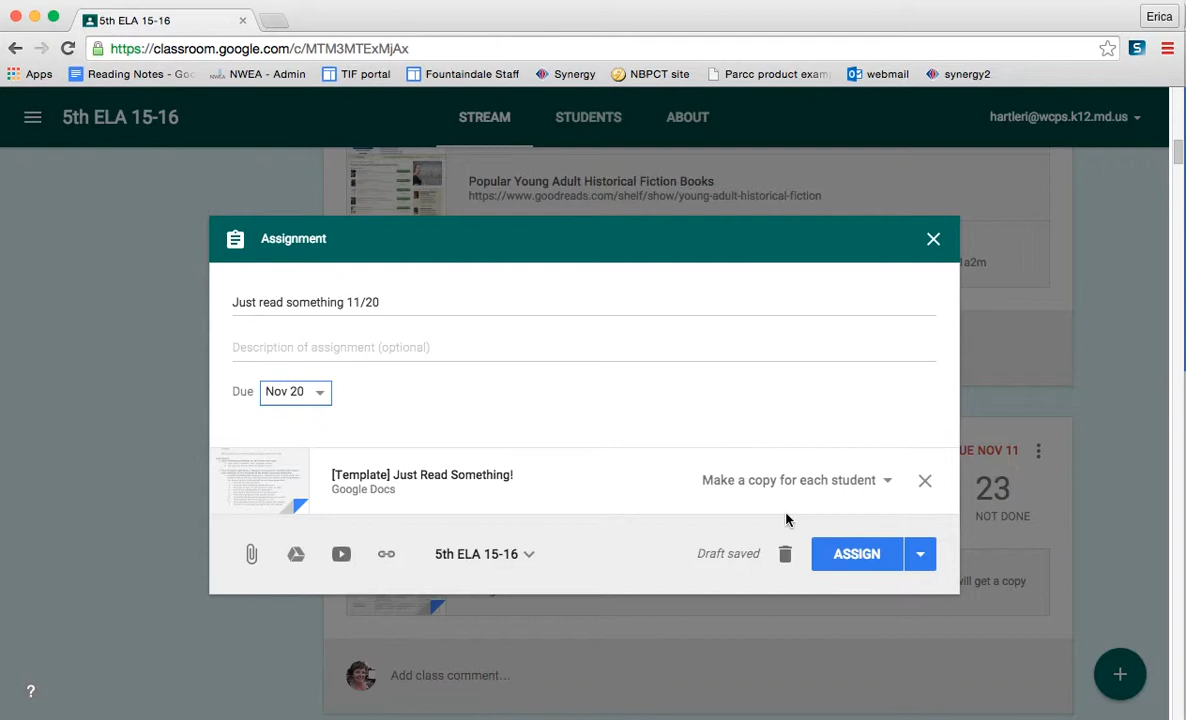 5th ELA 15-16
Erica
https://classroom.google.com/c/MTM3MTExMjAx
Apps
Reading Notes - Goo
NWEA - Admin
TIF portal
Fountaindale Staff
Synergy
NBPCT site
Parcc product exam
webmail
synergy2
5th ELA 15-16
STREAM
STUDENTS
ABOUT
hartleri@wcps.k12.md.us
Popular Young Adult Historical Fiction Books
https://www.goodreads.com/shelf/show/young-adult-historical-fiction
Assignment
1a2m
Just read something 11/20
Description of assignment (optional)
Due
Nov 20
UE NOV 11
[Template] Just Read Something!
Google Docs
Make a copy for each student
23
NOT DONE
5th ELA 15-16
Draft saved
ASSIGN
will get a copy
Add class comment...
?